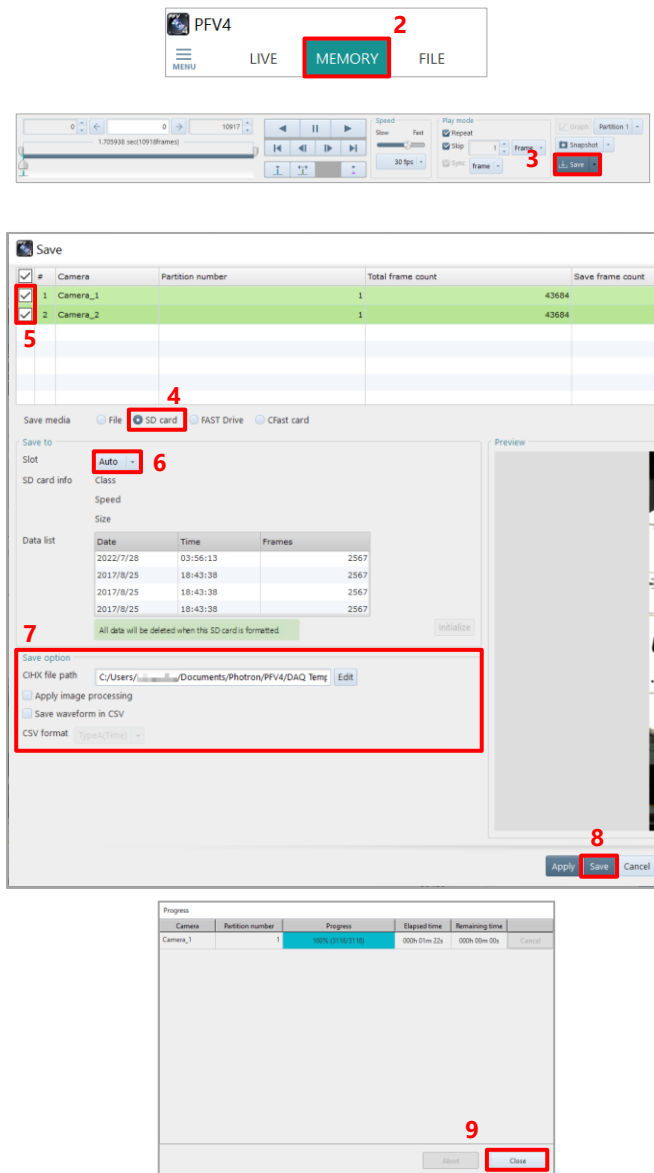 PFV4
2
MENU
LIVE
MEMORY
FILE
0
0
10917
1.705938 sec(10918frames)
Speed
Slow
Fast
30 fps
Play mode
Repeat
Skip
1
Frame
Sync
frame
3
Graph
Partition 1
Snapshot
Save
Save
#
Camera
Partition number
Total frame count
Save frame count
1
Camera_1
1
43684
2
Camera_2
1
43684
5
4
Save media
File
SD card
FAST Drive
CFast card
Save to
Preview
Slot
Auto
6
SD card info
Class
Speed
Size
Data list
Date
Time
Frames
2022/7/28
03:56:13
2567
2017/8/25
18:43:38
2567
2017/8/25
18:43:38
2567
2017/8/25
18:43:38
2567
7
All data will be deleted when this SD card is formatted.
Initialize
Save option
CIHX file path
C:/Users/
/Documents/Photron/PFV4/DAQ Temp
Edit
Apply image processing
Save waveform in CSV
CSV format
TypeA(Time)
8
Apply
Save
Cancel
Progress
Camera
Partition number
Progress
Elapsed time
Remaining time
Camera_1
1
100% (3118/3118)
000h 01m 22s
000h 00m 00s
Cancel
9
Abort
Close